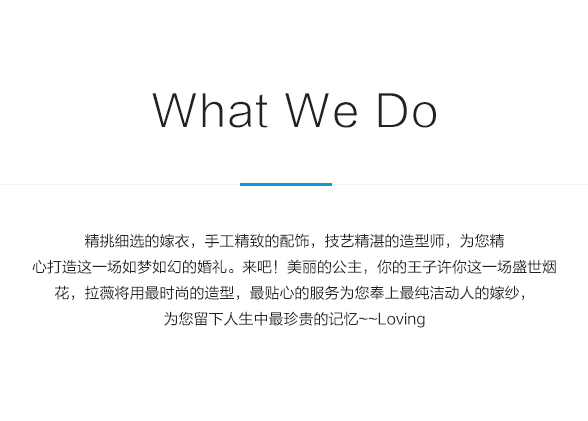 What We Do
精挑细选的嫁衣，手工精致的配饰，技艺精湛的造型师，为您精
心打造这一场如梦如幻的婚礼。来吧！美丽的公主，你的王子许你这一场盛世烟
花，拉薇将用最时尚的造型，最贴心的服务为您奉上最纯洁动人的嫁纱，
为您留下人生中最珍贵的记忆~~Loving